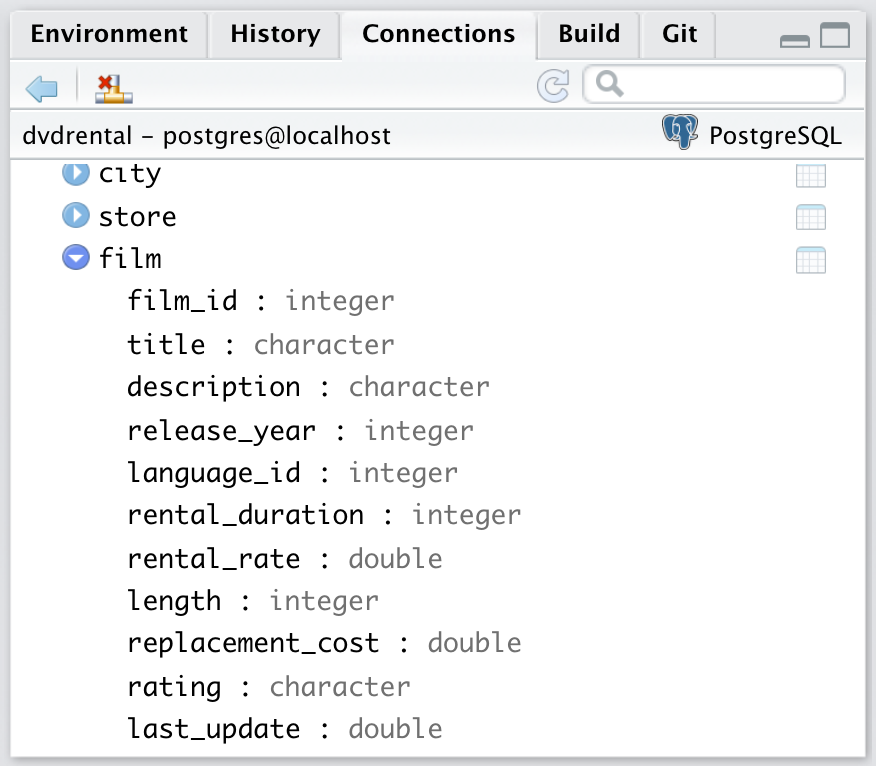 Environment History Connections Build Git
dvdrental – postgres@localhost PostgreSQL
city
store
film
film_id : integer
title : character
description : character
release_year : integer
language_id : integer
rental_duration : integer
rental_rate : double
length : integer
replacement_cost : double
rating : character
last_update : double